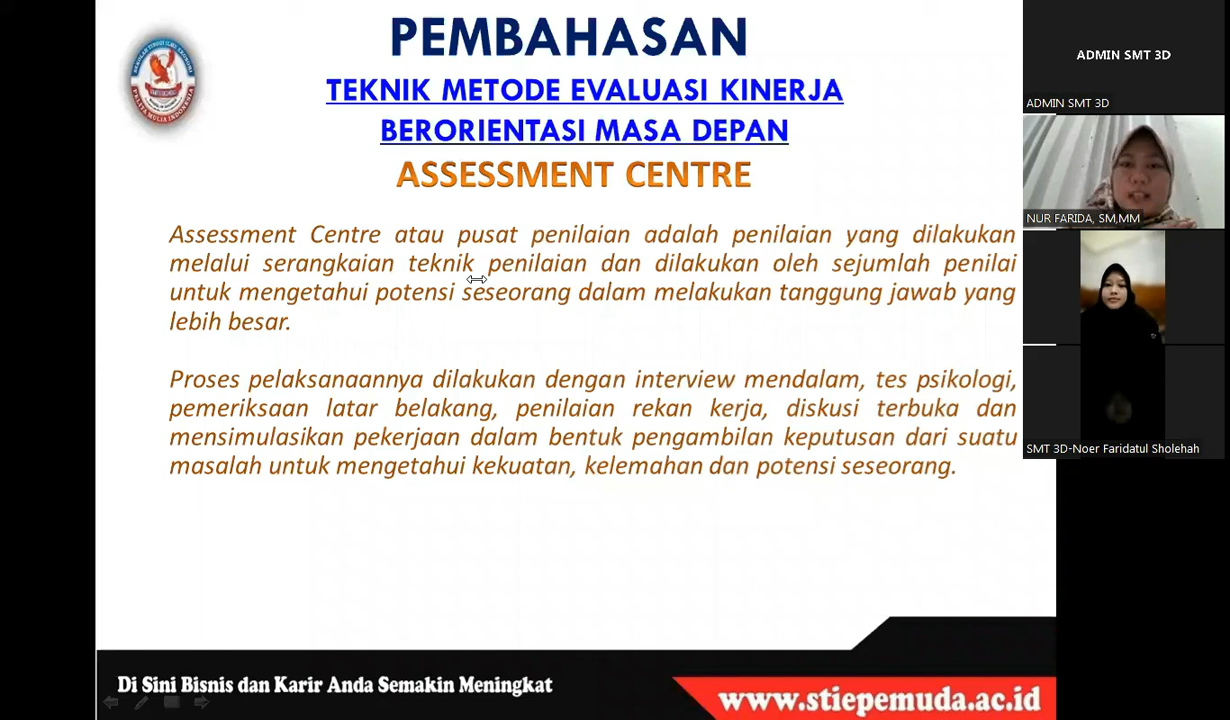 PEMBAHASAN
TEKNIK METODE EVALUASI KINERJA
BERORIENTASI MASA DEPAN
ASSESSMENT CENTRE
Assessment Centre atau pusat penilaian adalah penilaian yang dilakukan
melalui serangkaian teknik penilaian dan dilakukan oleh sejumlah penilai
untuk mengetahui potensi seseorang dalam melakukan tanggung jawab yang
lebih besar.
Proses pelaksanaannya dilakukan dengan interview mendalam, tes psikologi,
pemeriksaan latar belakang, penilaian rekan kerja, diskusi terbuka dan
mensimulasikan pekerjaan dalam bentuk pengambilan keputusan dari suatu
masalah untuk mengetahui kekuatan, kelemahan dan potensi seseorang.
Di Sini Bisnis dan Karir Anda Semakin Meningkat
www.stiepemuda.ac.id
ADMIN SMT 3D
ADMIN SMT 3D
NUR FARIDA, SM,MM
SMT 3D-Noer Faridatul Sholehah